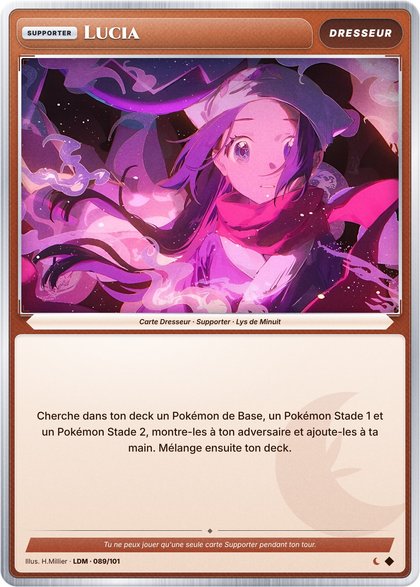 SUPPORTER
Lucia
DRESSEUR
Carte Dresseur · Supporter · Lys de Minuit
Cherche dans ton deck un Pokémon de Base, un Pokémon Stade 1 et
un Pokémon Stade 2, montre-les à ton adversaire et ajoute-les à ta
main. Mélange ensuite ton deck.
Tu ne peux jouer qu'une seule carte Supporter pendant ton tour.
Illus. H.Millier · LDM · 089/101